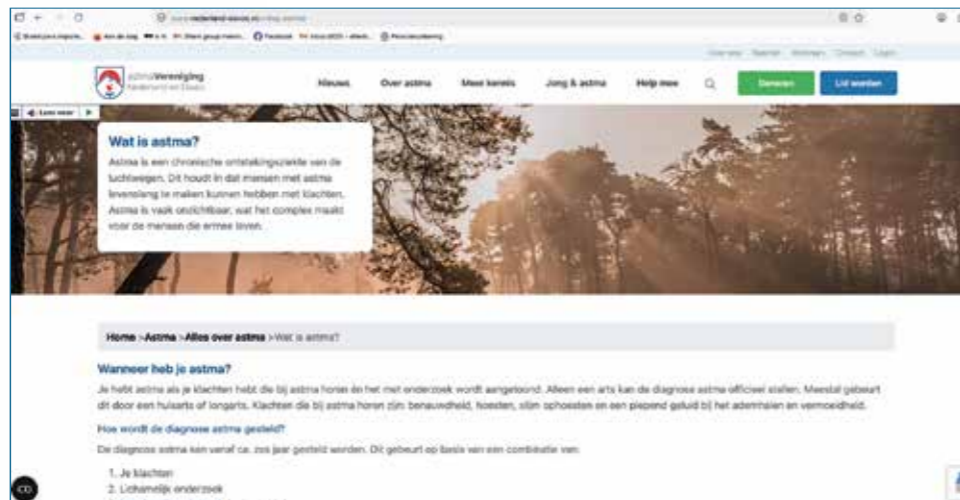 Facebook
astmaVereniging
Nederland en Davos
Nieuws Over astma Meer kennis Jong & astma Help mee Doneren Lid worden
Lees voor
Wat is astma?
Astma is een chronische ontstekingsziekte van de
luchtwegen. Dit houdt in dat mensen met astma
levenslang te maken kunnen hebben met klachten.
Astma is vaak onzichtbaar, wat het complex maakt
voor de mensen die ermee leven.
Home >Astma >Alles over astma >Wat is astma?
Wanneer heb je astma?
Je hebt astma als je klachten hebt die bij astma horen én het met onderzoek wordt aangetoond. Alleen een arts kan de diagnose astma officieel stellen. Meestal gebeurt
dit door een huisarts of longarts. Klachten die bij astma horen zijn: benauwdheid, hoesten, slijm ophoesten en een piepend geluid bij het ademhalen en vermoeidheid.
Hoe wordt de diagnose astma gesteld?
De diagnose astma kan vanaf ca. zes jaar gesteld worden. Dit gebeurt op basis van een combinatie van:
1. Je klachten
2. Lichamelijk onderzoek